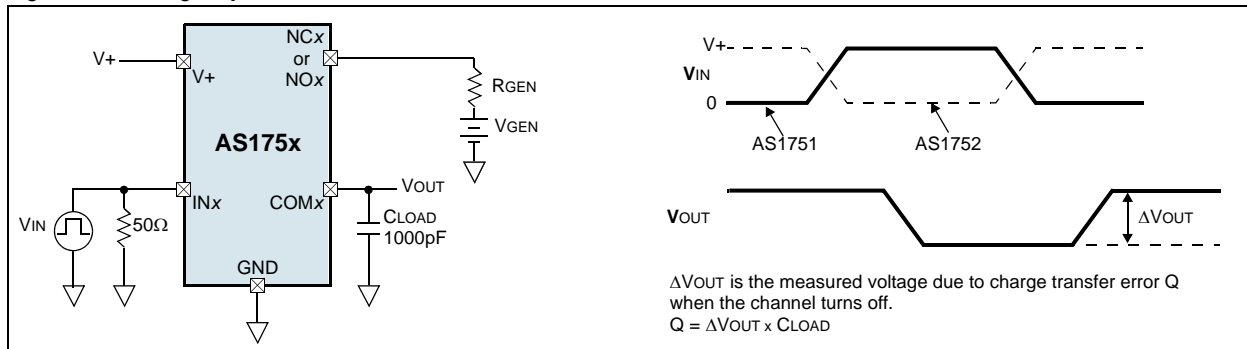 V+
V+
NCx
or
NOx
RGEN
VGEN
AS175x
INx
COMx
VOUT
VIN
50Ω
CLOAD
1000pF
GND
V+
VIN
0
AS1751
AS1752
VOUT
ΔVOUT
ΔVOUT is the measured voltage due to charge transfer error Q
when the channel turns off.
Q = ΔVOUT x CLOAD